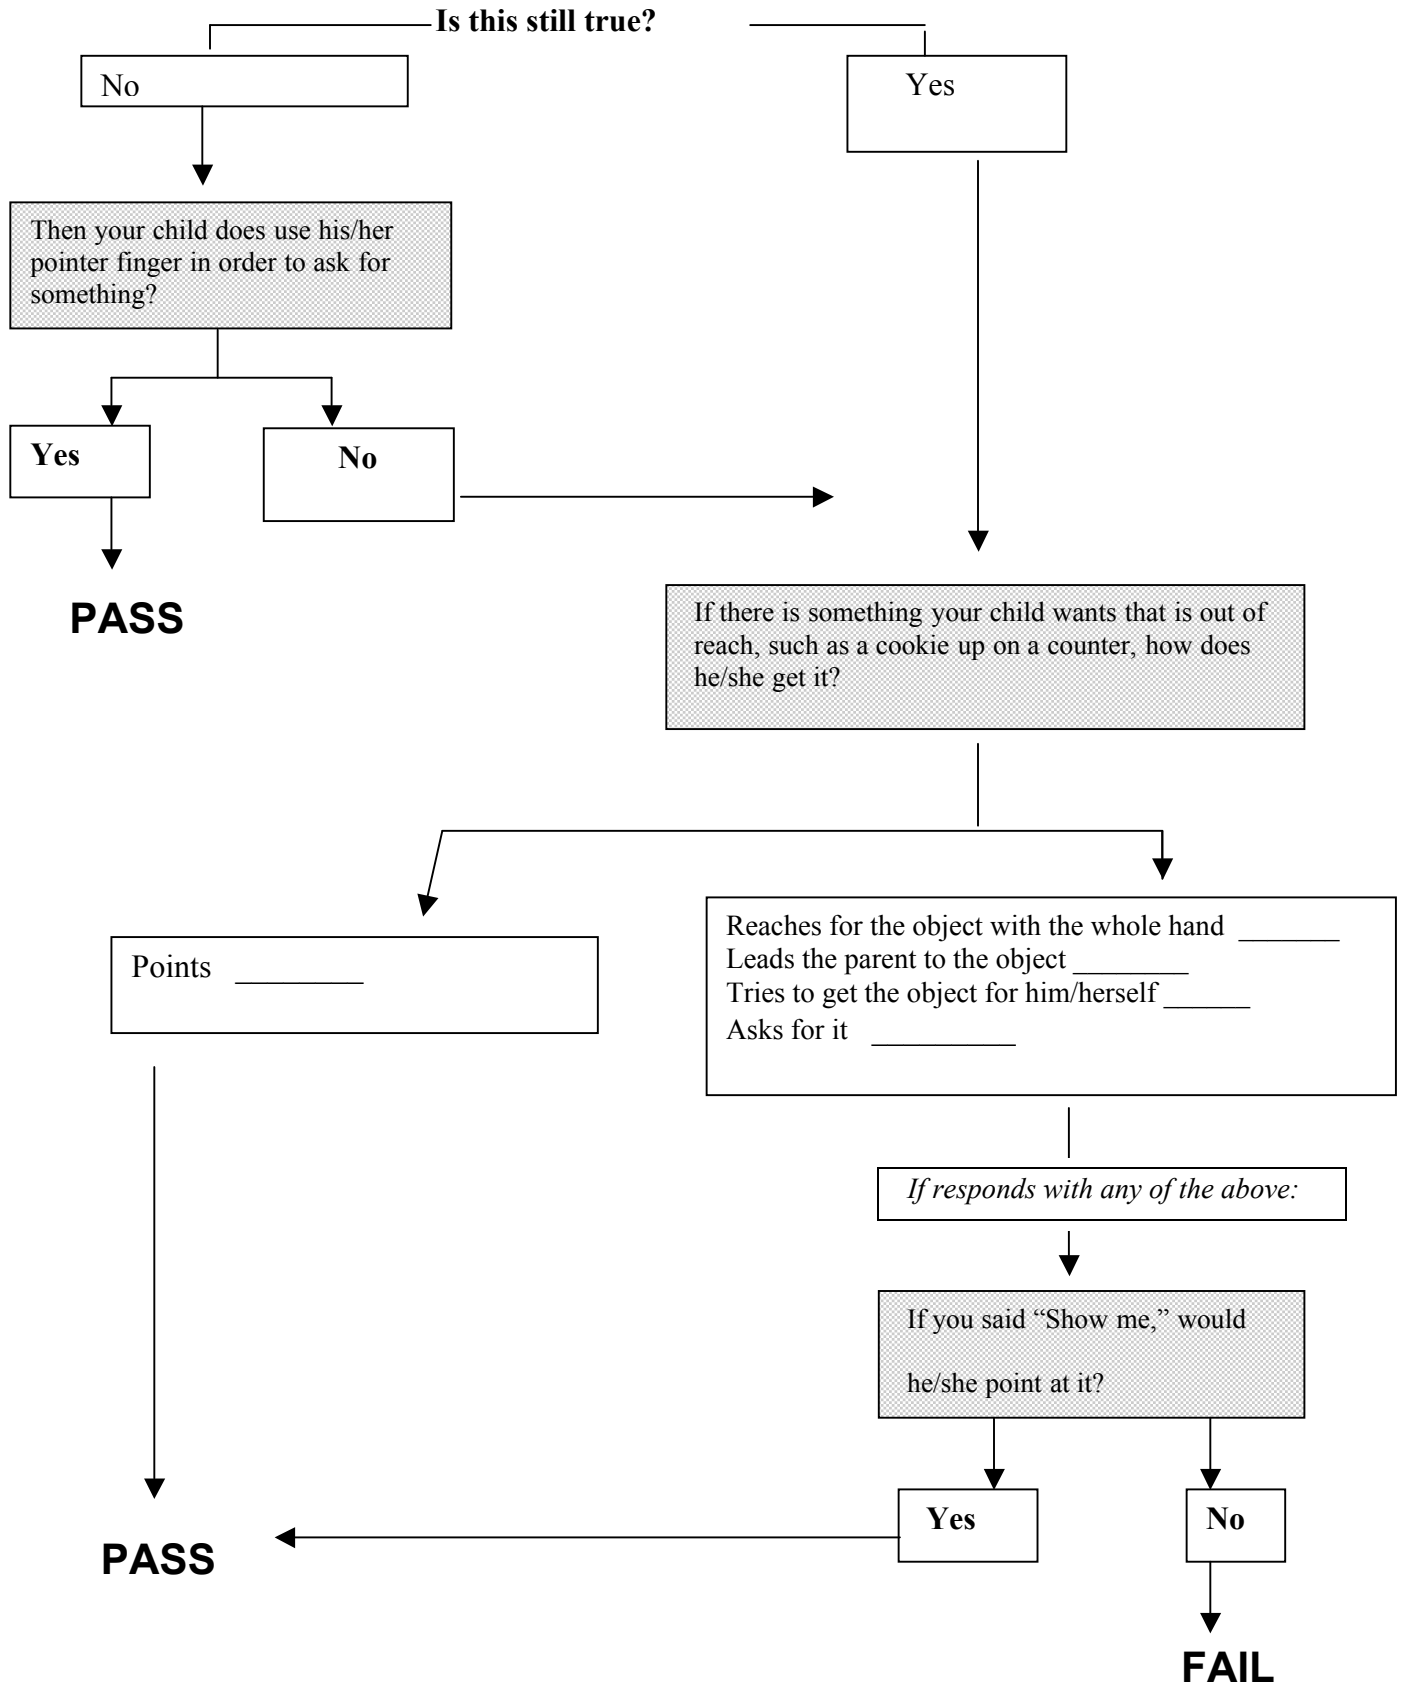 Is this still true?
No
Yes
Then your child does use his/her
pointer finger in order to ask for
something?
Yes
No
PASS
If there is something your child wants that is out of
reach, such as a cookie up on a counter, how does
he/she get it?
Points _________
Reaches for the object with the whole hand _______
Leads the parent to the object ________
Tries to get the object for him/herself ______
Asks for it __________
If responds with any of the above:
If you said “Show me,” would
he/she point at it?
Yes
No
PASS
FAIL